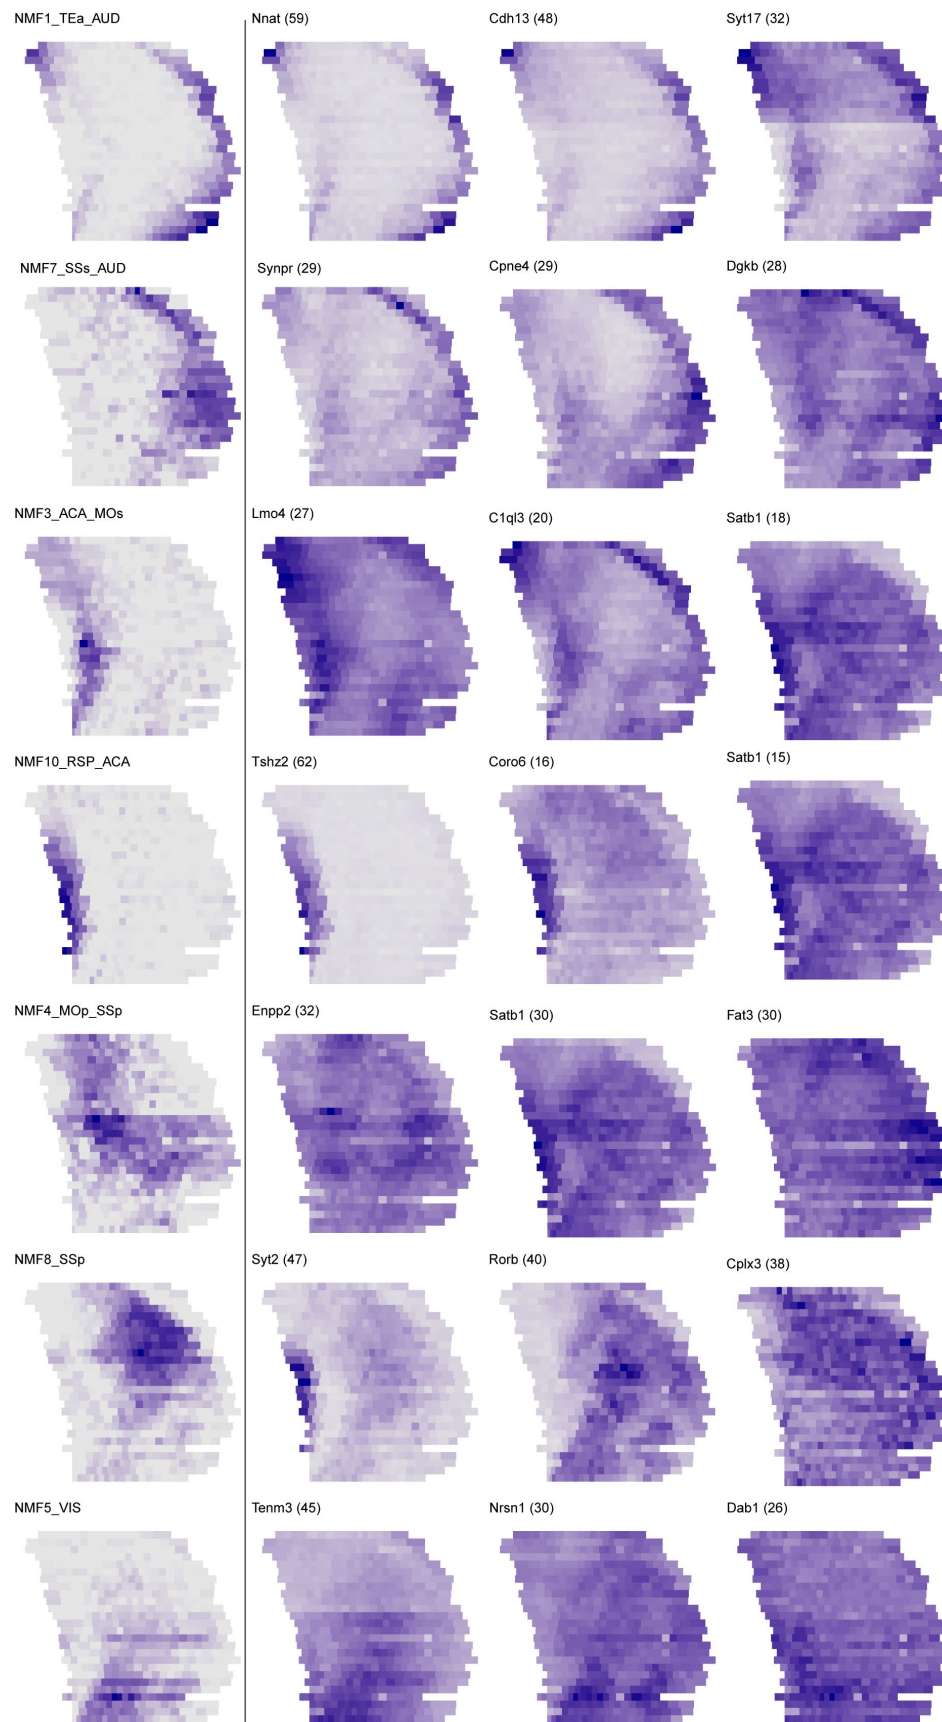 NMF1_TEa_AUD Nnat (59) Cdh13 (48) Syt17 (32)
NMF7_SSs_AUD Synpr (29) Cpne4 (29) Dgkb (28)
NMF3_ACA_MOs Lmo4 (27) C1ql3 (20) Satb1 (18)
NMF10_RSP_ACA Tshz2 (62) Coro6 (16) Satb1 (15)
NMF4_MOp_SSp Enpp2 (32) Satb1 (30) Fat3 (30)
NMF8_SSp Syt2 (47) Rorb (40) Cplx3 (38)
NMF5_VIS Tenm3 (45) Nrsn1 (30) Dab1 (26)